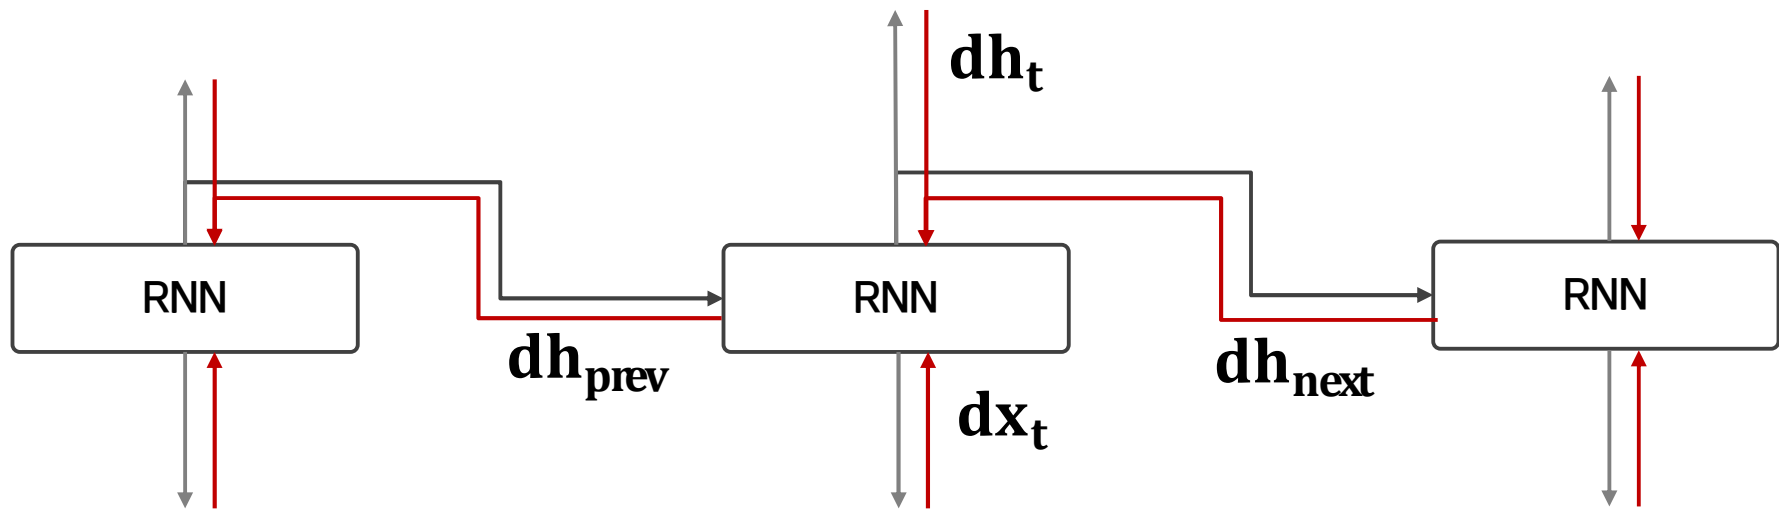 dh_t
RNN
RNN
RNN
dh_prev
dh_next
dx_t